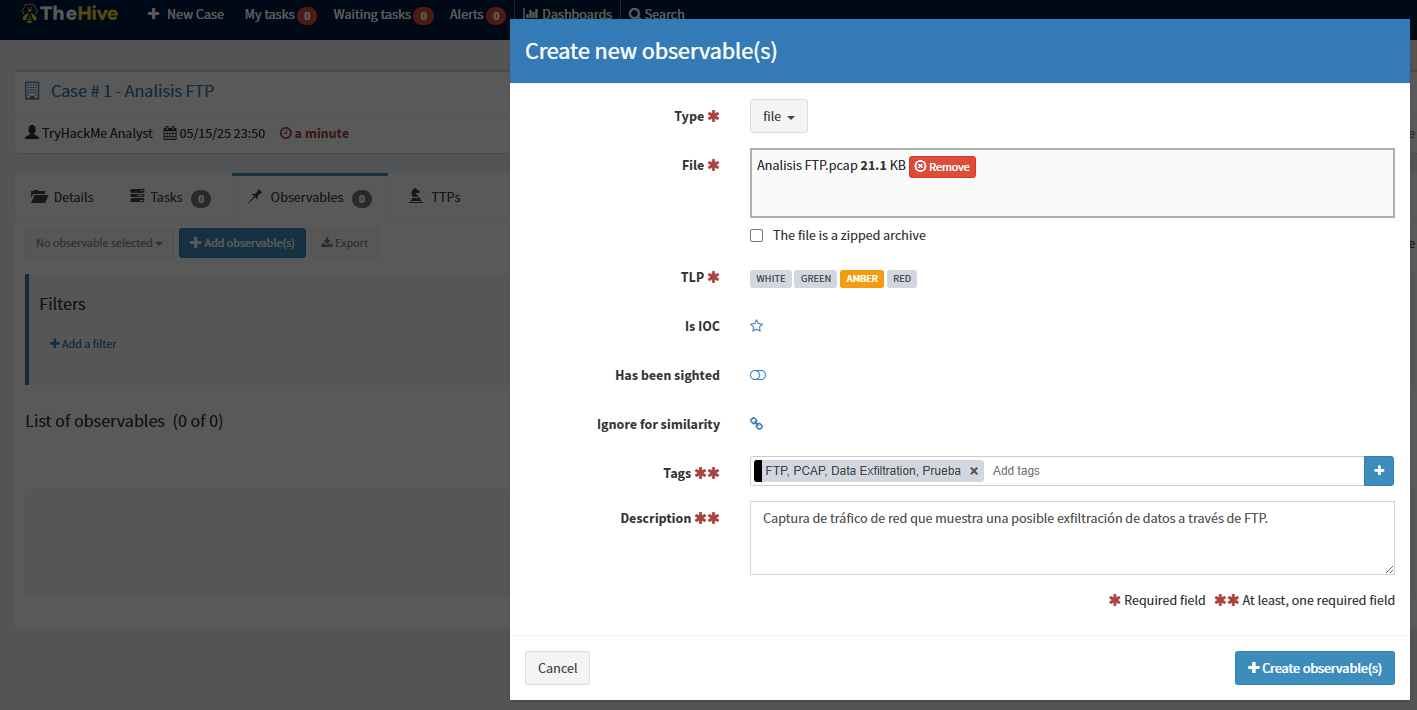 TheHive + New Case My tasks 0 Waiting tasks 0 Alerts 0 Dashboards Search
Create new observable(s)
Case # 1 - Analisis FTP
TryHackMe Analyst 05/15/25 23:50 a minute
Details Tasks 0 Observables 0 TTPs
No observable selected + Add observable(s) Export
Filters
+ Add a filter
List of observables (0 of 0)
Type * file
File * Analisis FTP.pcap 21.1 KB Remove
The file is a zipped archive
TLP * WHITE GREEN AMBER RED
Is IOC
Has been sighted
Ignore for similarity
Tags ** FTP, PCAP, Data Exfiltration, Prueba × Add tags +
Description ** Captura de tráfico de red que muestra una posible exfiltración de datos a través de FTP.
* Required field ** At least, one required field
Cancel + Create observable(s)